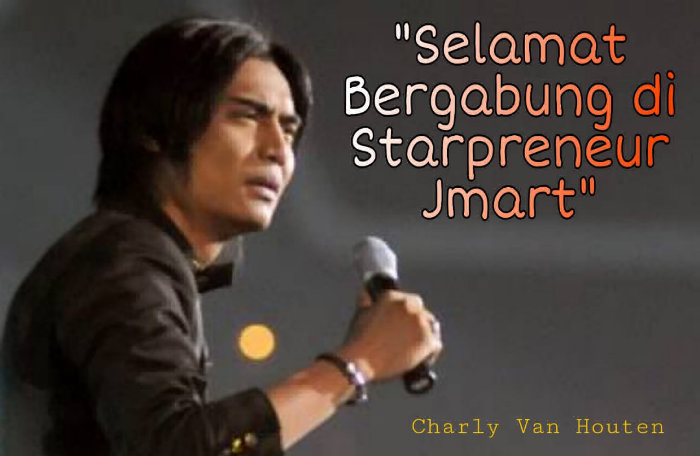 "Selamat
Bergabung di
Starpreneur
Jmart"
Charly Van Houten